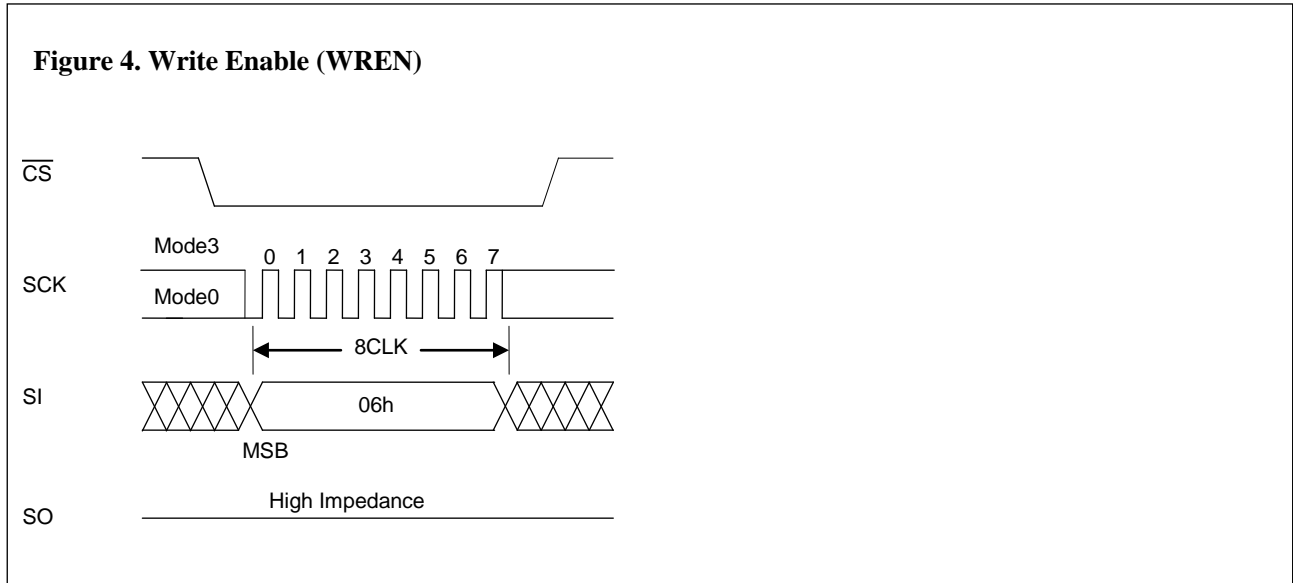 Figure 4. Write Enable (WREN)
CS
Mode3
0 1 2 3 4 5 6 7
SCK
Mode0
8CLK
SI
06h
MSB
High Impedance
SO